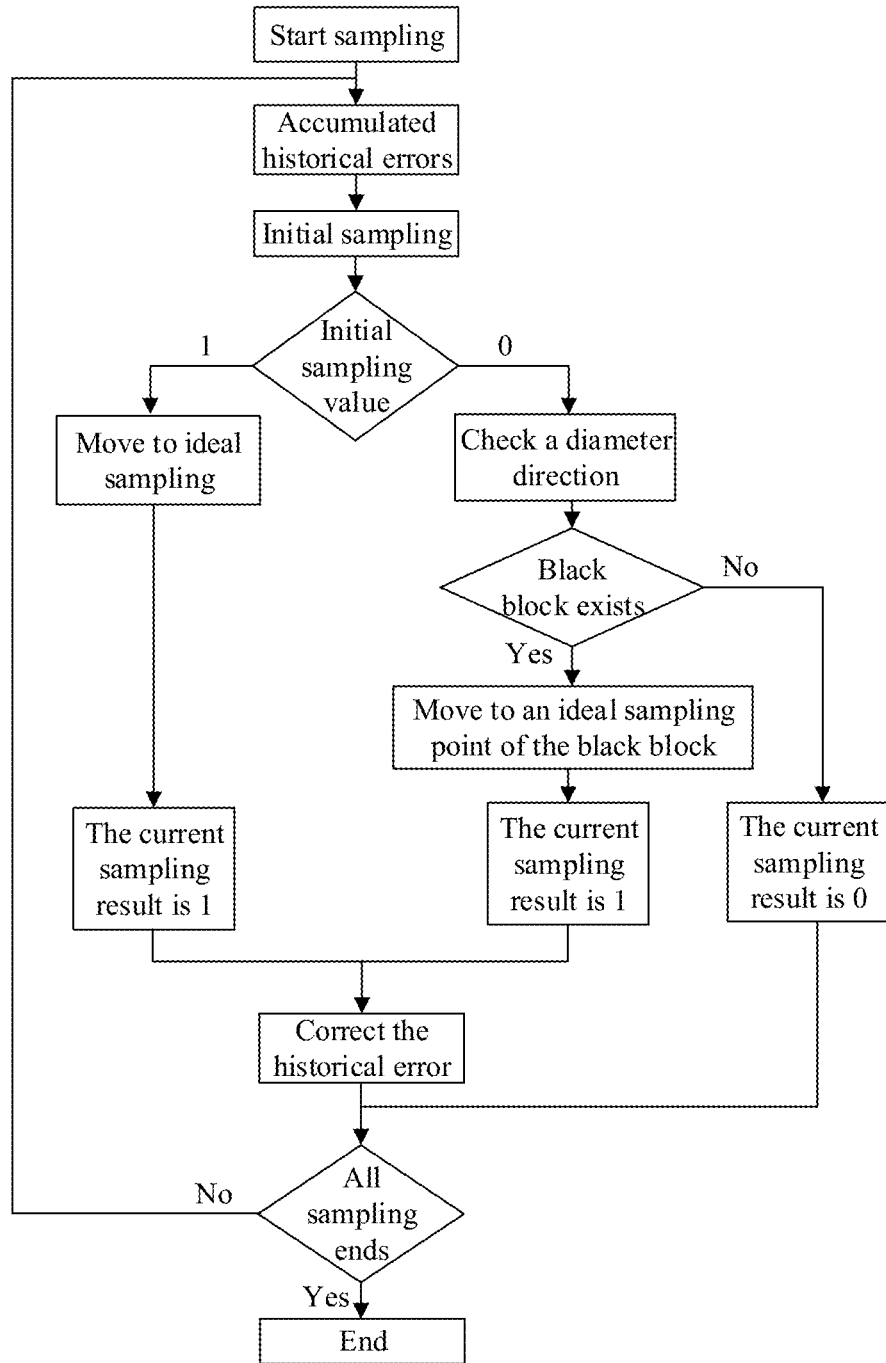 Start sampling
Accumulated
historical errors
Initial sampling
Initial
sampling
value
1
0
Move to ideal
sampling
Check a diameter
direction
Black
block exists
No
Yes
Move to an ideal sampling
point of the black block
The current
sampling
result is 1
The current
sampling
result is 1
The current
sampling
result is 0
Correct the
historical error
All
sampling
ends
No
Yes
End